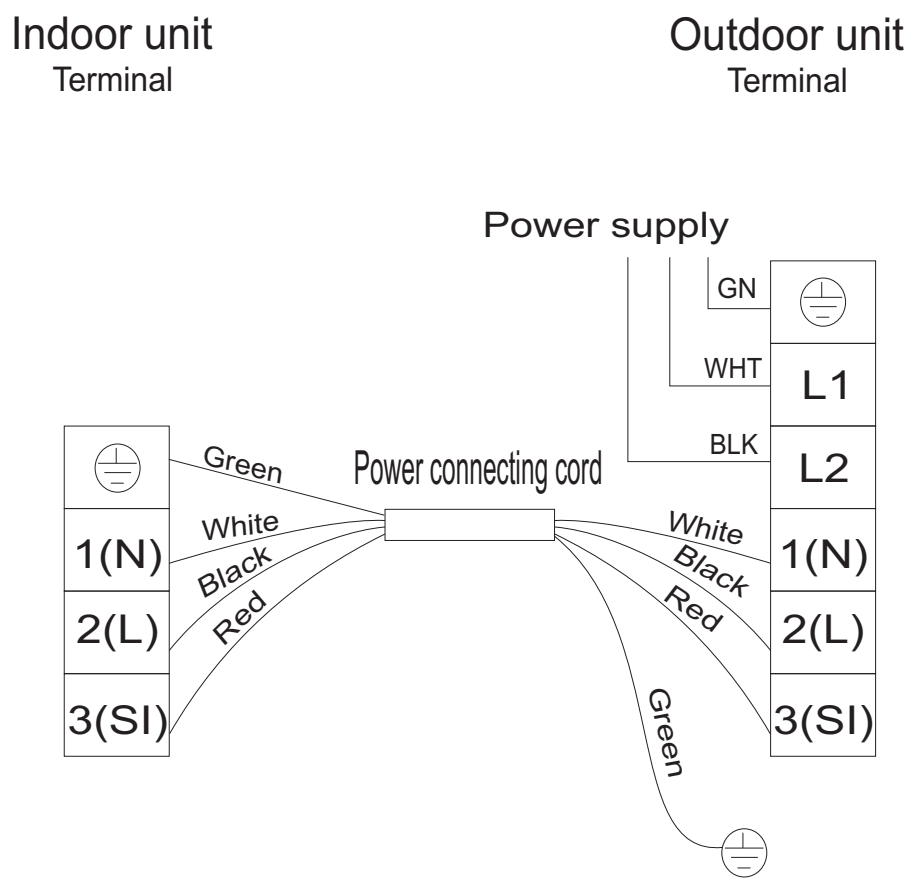 Indoor unit
Terminal
Outdoor unit
Terminal
Power supply
GN
WHT
L1
BLK
L2
Green
Power connecting cord
White
1(N)
Black
2(L)
Red
3(SI)
White
1(N)
Black
2(L)
Red
3(SI)
Green